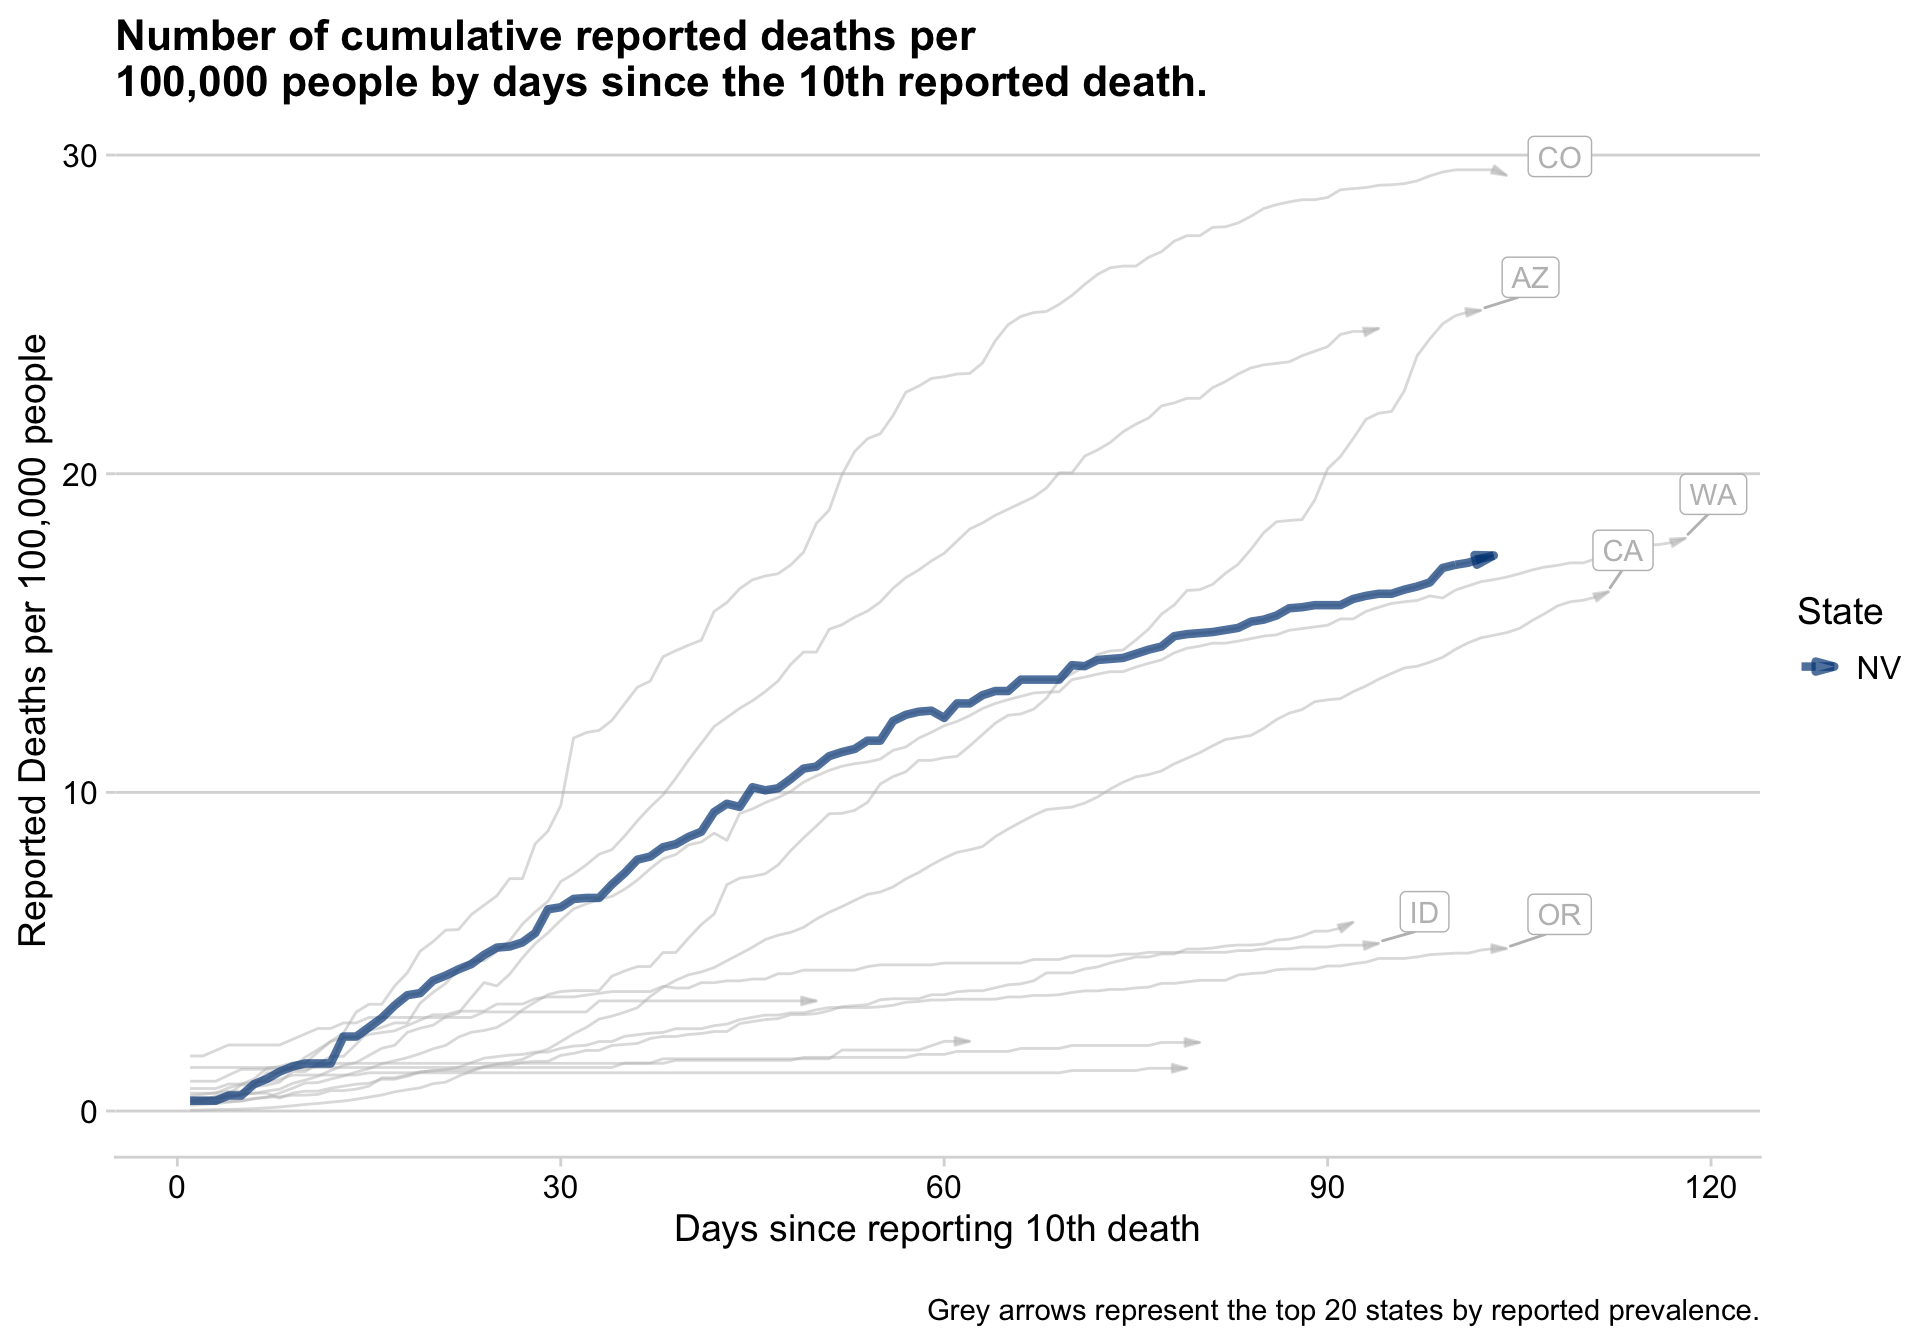 Number of cumulative reported deaths per
100,000 people by days since the 10th reported death.
Reported Deaths per 100,000 people
30
20
10
0
CO
AZ
WA
CA
ID
OR
State
NV
0
30
60
90
120
Days since reporting 10th death
Grey arrows represent the top 20 states by reported prevalence.